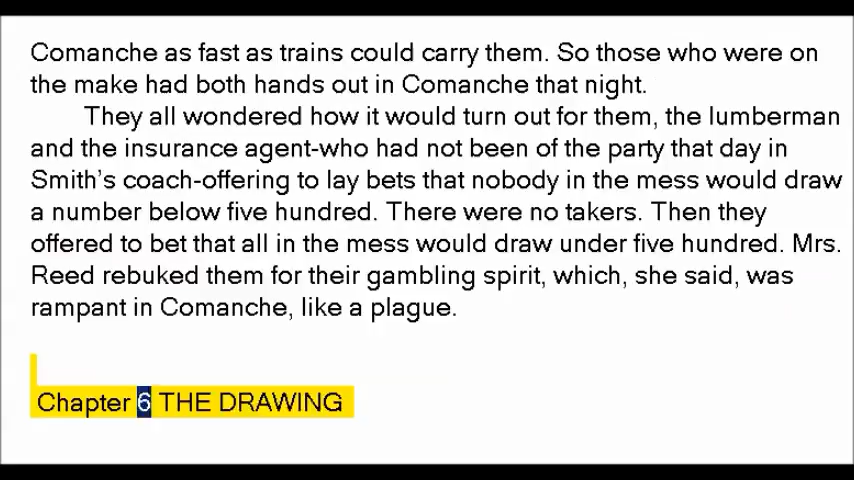 Comanche as fast as trains could carry them. So those who were on
the make had both hands out in Comanche that night.
They all wondered how it would turn out for them, the lumberman
and the insurance agent-who had not been of the party that day in
Smith’s coach-offering to lay bets that nobody in the mess would draw
a number below five hundred. There were no takers. Then they
offered to bet that all in the mess would draw under five hundred. Mrs.
Reed rebuked them for their gambling spirit, which, she said, was
rampant in Comanche, like a plague.
Chapter 6 THE DRAWING